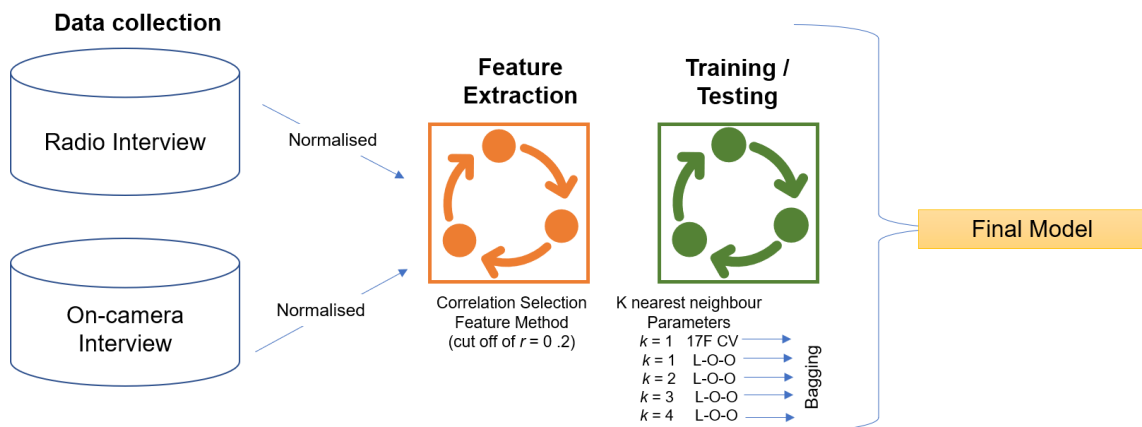 Data collection
Radio Interview
Normalised
On-camera
Interview
Normalised
Feature
Extraction
Correlation Selection
Feature Method
(cut off of r = 0 .2)
Training /
Testing
K nearest neighbour
Parameters
k = 1 17F CV
k = 1 L-O-O
k = 2 L-O-O
k = 3 L-O-O
k = 4 L-O-O
Bagging
Final Model